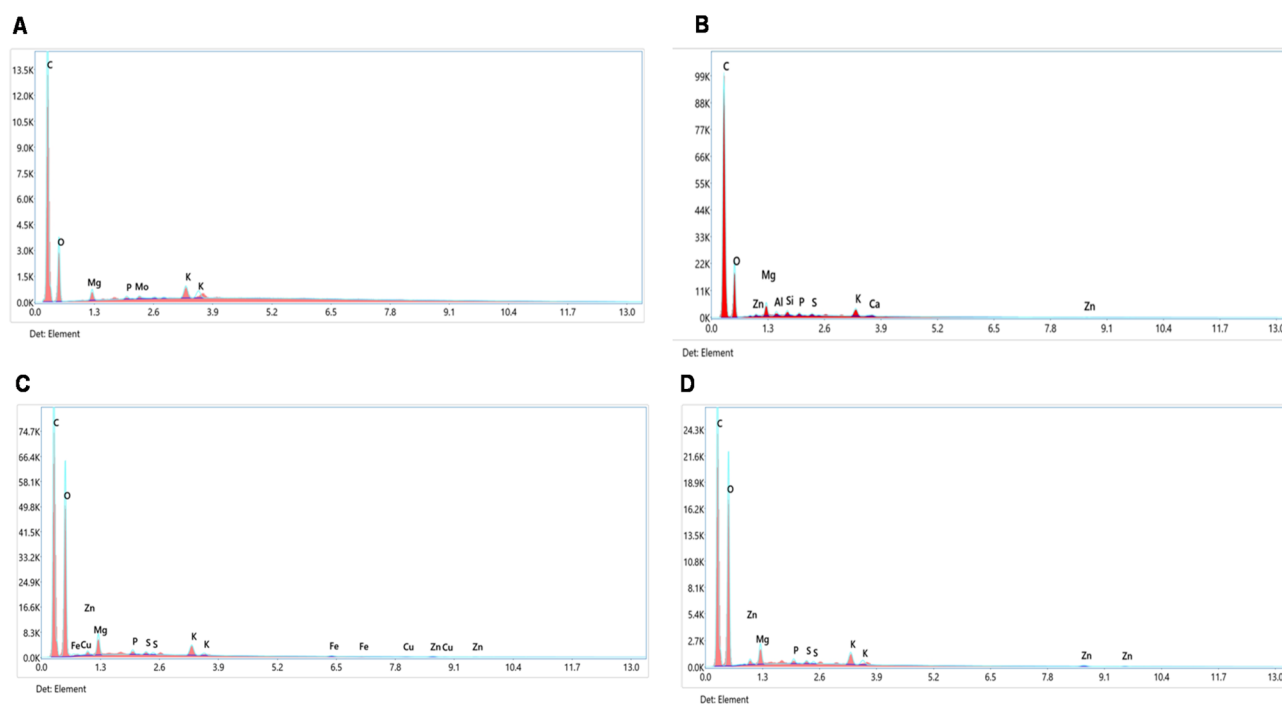 A
13.5K
12.0K
10.5K
9.0K
7.5K
6.0K
4.5K
3.0K
1.5K
0.0K
C
O
Mg
P Mo
K
K
0.0 1.3 2.6 3.9 5.2 6.5 7.8 9.1 10.4 11.7 13.0
Det: Element
B
99K
88K
77K
66K
55K
44K
33K
22K
11K
0K
C
O
Mg
Zn Al Si P S
K Ca
Zn
0.0 1.3 2.6 3.9 5.2 6.5 7.8 9.1 10.4 11.7 13.0
Det: Element
C
74.7K
66.4K
58.1K
49.8K
41.5K
33.2K
24.9K
16.6K
8.3K
0.0K
C
O
Zn
Mg
Fe Cu P S S K K Fe Fe Cu Zn Cu Zn
0.0 1.3 2.6 3.9 5.2 6.5 7.8 9.1 10.4 11.7 13.0
Det: Element
D
24.3K
21.6K
18.9K
16.2K
13.5K
10.8K
8.1K
5.4K
2.7K
0.0K
C
O
Zn
Mg
P S S K K Zn Zn
0.0 1.3 2.6 3.9 5.2 6.5 7.8 9.1 10.4 11.7
Det: Element